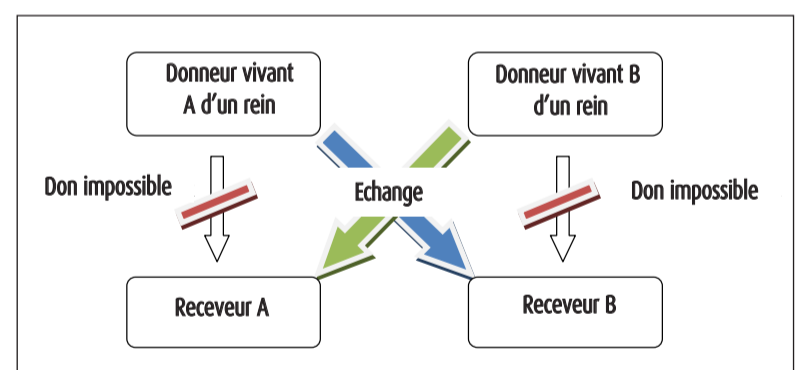 Donneur vivant
A d'un rein
Donneur vivant B
d'un rein
Don impossible
Echange
Don impossible
Receveur A
Receveur B